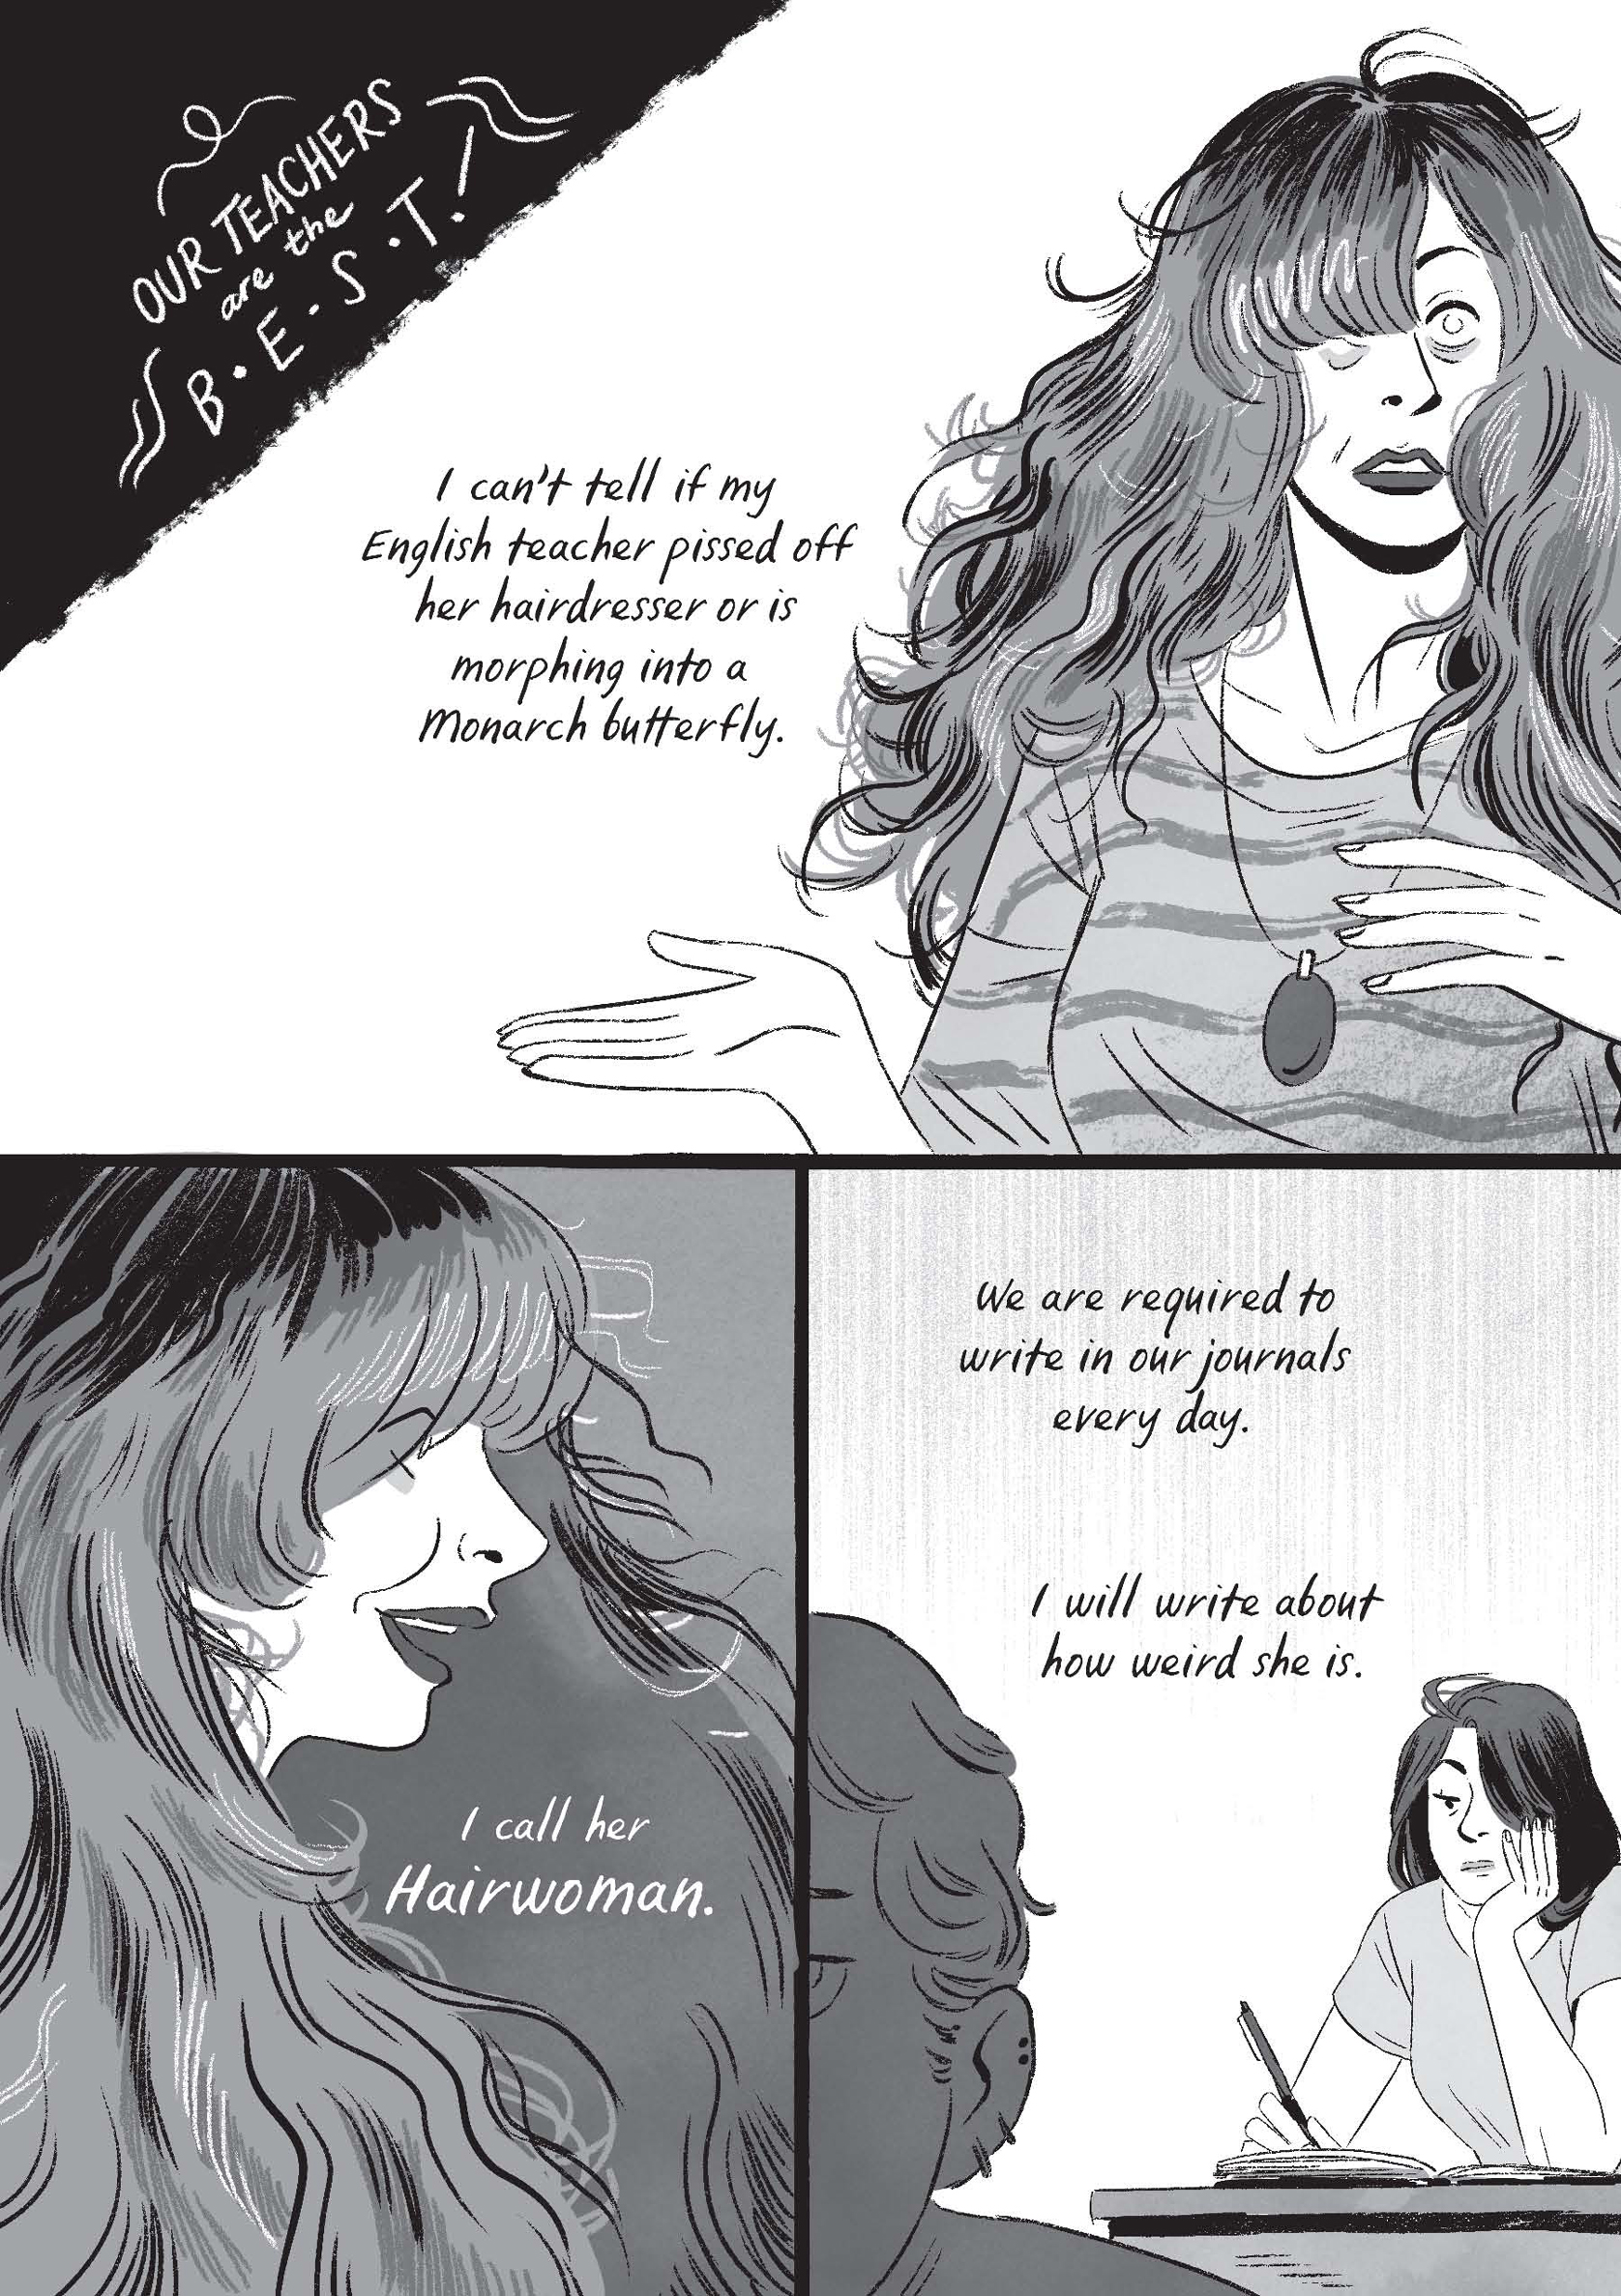 OUR TEACHERS
are the
B•E•S•T!
I can't tell if my
English teacher pissed off
her hairdresser or is
morphing into a
Monarch butterfly.
I call her
Hairwoman.
We are required to
write in our journals
every day.
I will write about
how weird she is.